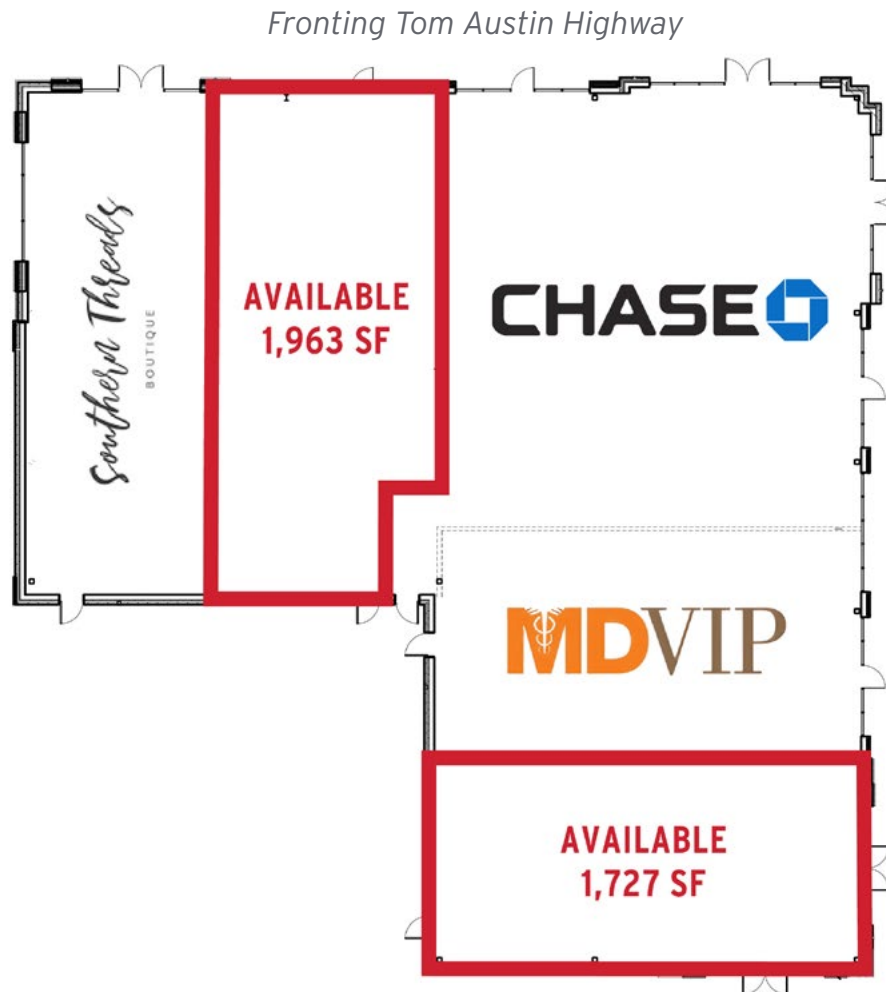 Fronting Tom Austin Highway
Southern Threads
BOUTIQUE
AVAILABLE
1,963 SF
CHASE
MDVIP
AVAILABLE
1,727 SF